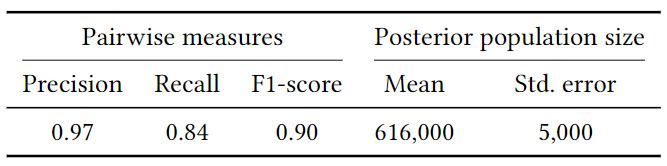 Pairwise measures Posterior population size
Precision Recall F1-score Mean Std. error
0.97 0.84 0.90 616,000 5,000